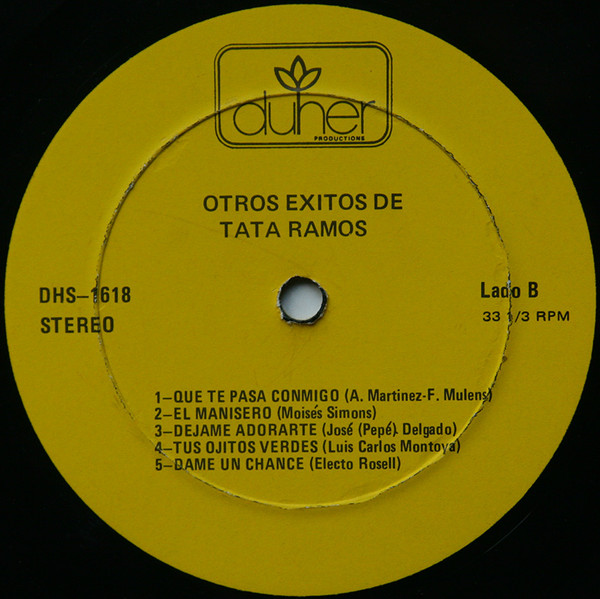 duher
PRODUCTIONS
OTROS EXITOS DE
TATA RAMOS
DHS-1618
STEREO
Lado B
33 1/3 RPM
1-QUE TE PASA CONMIGO (A. Martinez-F. Mulens)
2-EL MANISERO (Moisés Simons)
3-DEJAME ADORARTE (José (Pepé). Delgado)
4-TUS OJITOS VERDES (Luis Carlos Montoya)
5-DAME UN CHANCE (Electo Rosell)